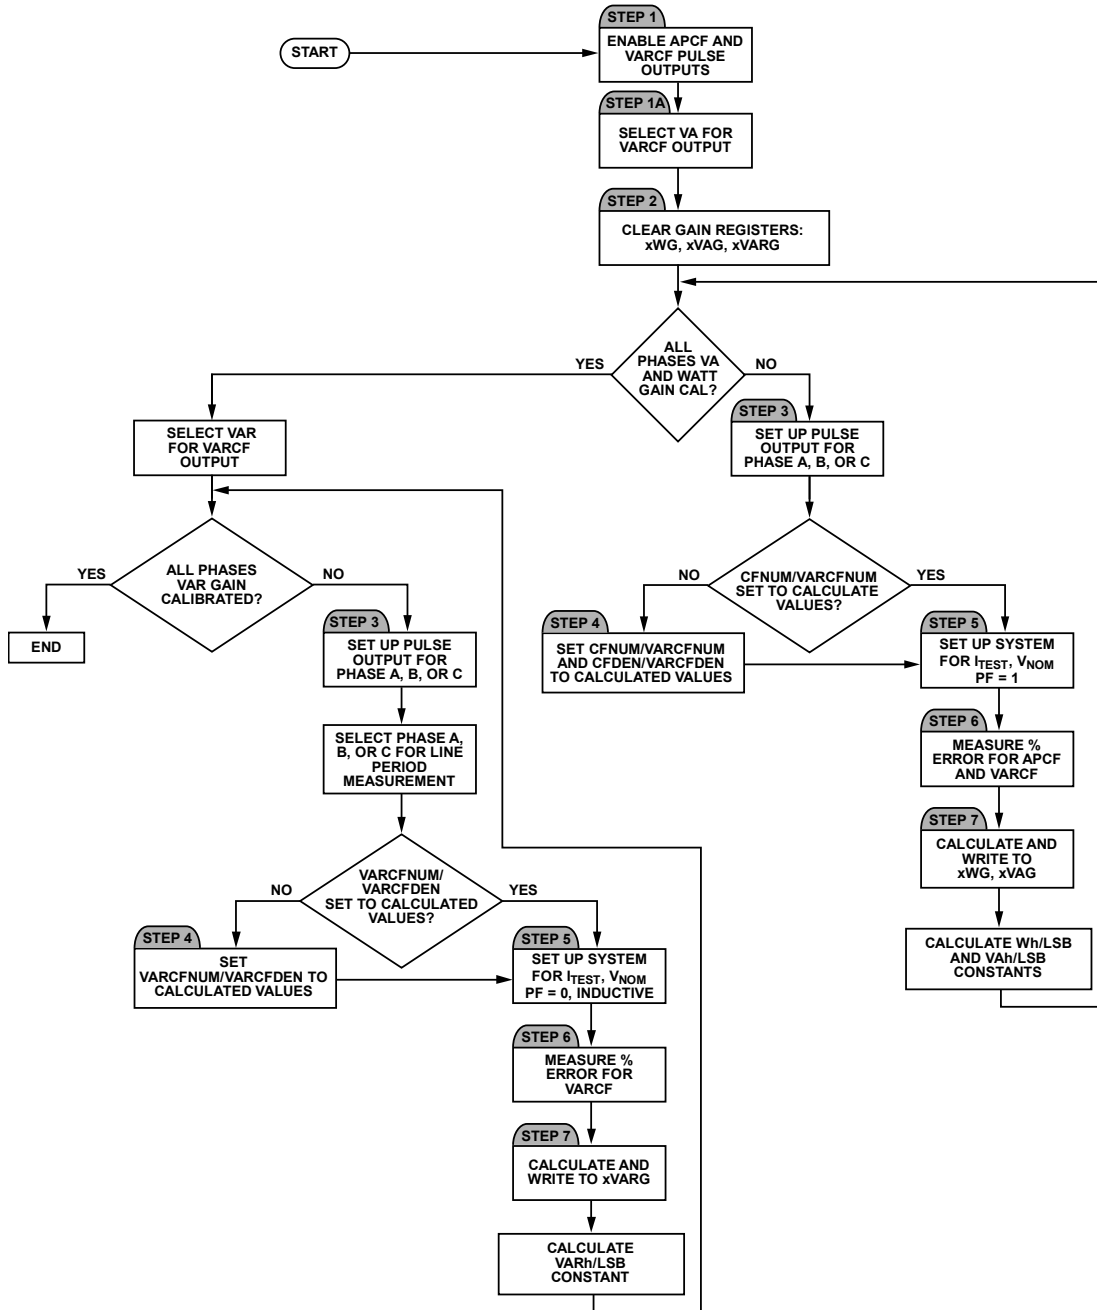 STEP 1
START
ENABLE APCF AND
VARCF PULSE
OUTPUTS
STEP 1A
SELECT VA FOR
VARCF OUTPUT
STEP 2
CLEAR GAIN REGISTERS:
xWG, xVAG, xVARG
ALL
PHASES VA
AND WATT
GAIN CAL?
YES
NO
SELECT VAR
FOR VARCF
OUTPUT
STEP 3
SET UP PULSE
OUTPUT FOR
PHASE A, B, OR C
ALL PHASES
VAR GAIN
CALIBRATED?
YES
NO
END
CFNUM/VARCFNUM
SET TO CALCULATE
VALUES?
NO
YES
STEP 3
SET UP PULSE
OUTPUT FOR
PHASE A, B, OR C
STEP 4
SET CFNUM/VARCFNUM
AND CFDEN/VARCFDEN
TO CALCULATED VALUES
STEP 5
SET UP SYSTEM
FOR ITEST, VNOM
PF = 1
SELECT PHASE A,
B, OR C FOR LINE
PERIOD
MEASUREMENT
STEP 6
MEASURE %
ERROR FOR APCF
AND VARCF
STEP 7
CALCULATE AND
WRITE TO
xWG, xVAG
VARCFNUM/
VARCFDEN
SET TO CALCULATED
VALUES?
NO
YES
CALCULATE Wh/LSB
AND VAh/LSB
CONSTANTS
STEP 4
SET
VARCFNUM/VARCFDEN TO
CALCULATED VALUES
STEP 5
SET UP SYSTEM
FOR ITEST, VNOM
PF = 0, INDUCTIVE
STEP 6
MEASURE %
ERROR FOR
VARCF
STEP 7
CALCULATE AND
WRITE TO xVARG
CALCULATE
VARh/LSB
CONSTANT